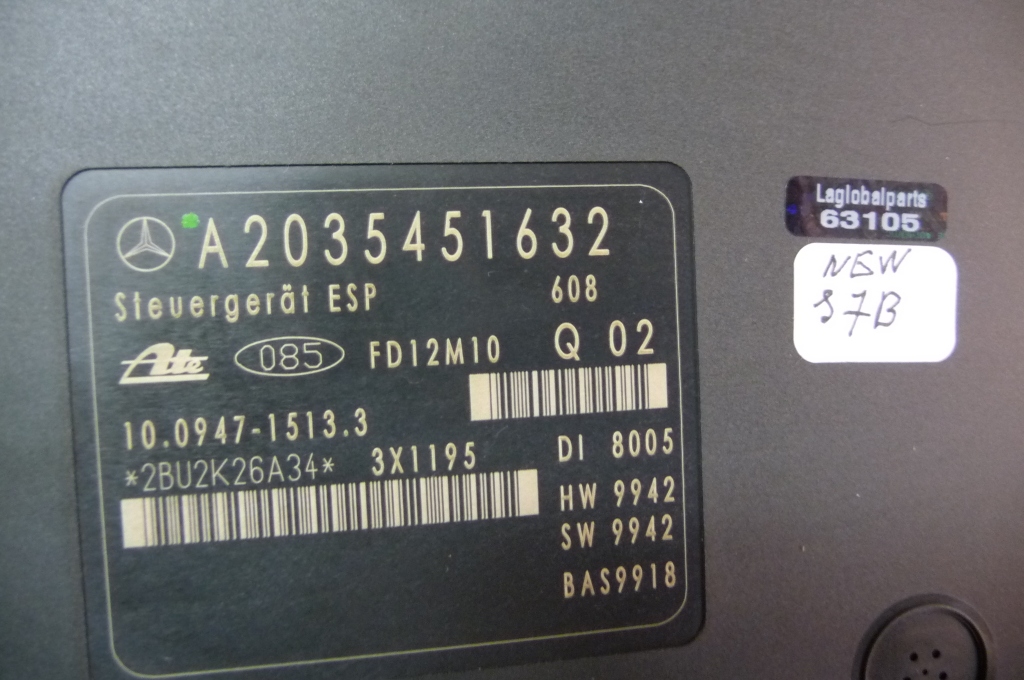 A2035451632
Steuergerät ESP 608
Ate 085 FD12M10 Q 02
10.0947-1513.3
*2BU2K26A34* 3X1195
DI 8005
HW 9942
SW 9942
BAS9918
Laglobalparts
63105
NEW
S7B